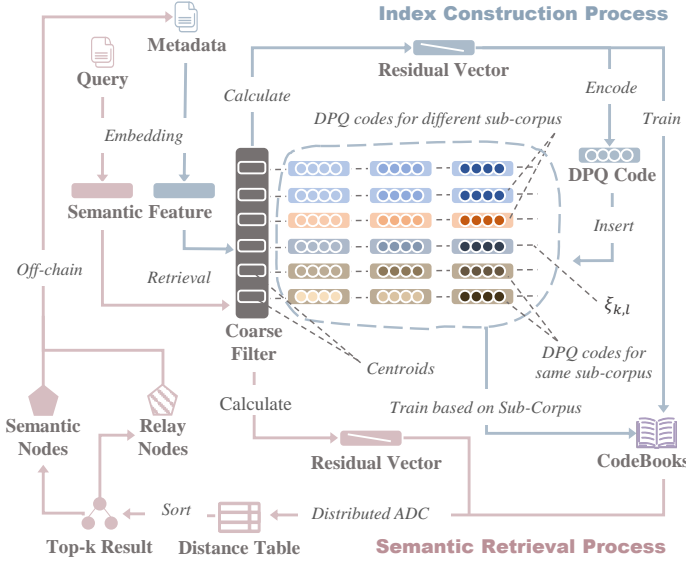 Index Construction Process
Metadata
Query
Residual Vector
Calculate
Encode
DPQ codes for different sub-corpus
Train
Embedding
DPQ Code
Semantic Feature
Insert
Off-chain
Retrieval
ξk,l
Coarse
Filter
Centroids
DPQ codes for
same sub-corpus
Calculate
Train based on Sub-Corpus
Semantic
Nodes
Relay
Nodes
Residual Vector
CodeBooks
Sort
Distributed ADC
Top-k Result
Distance Table
Semantic Retrieval Process